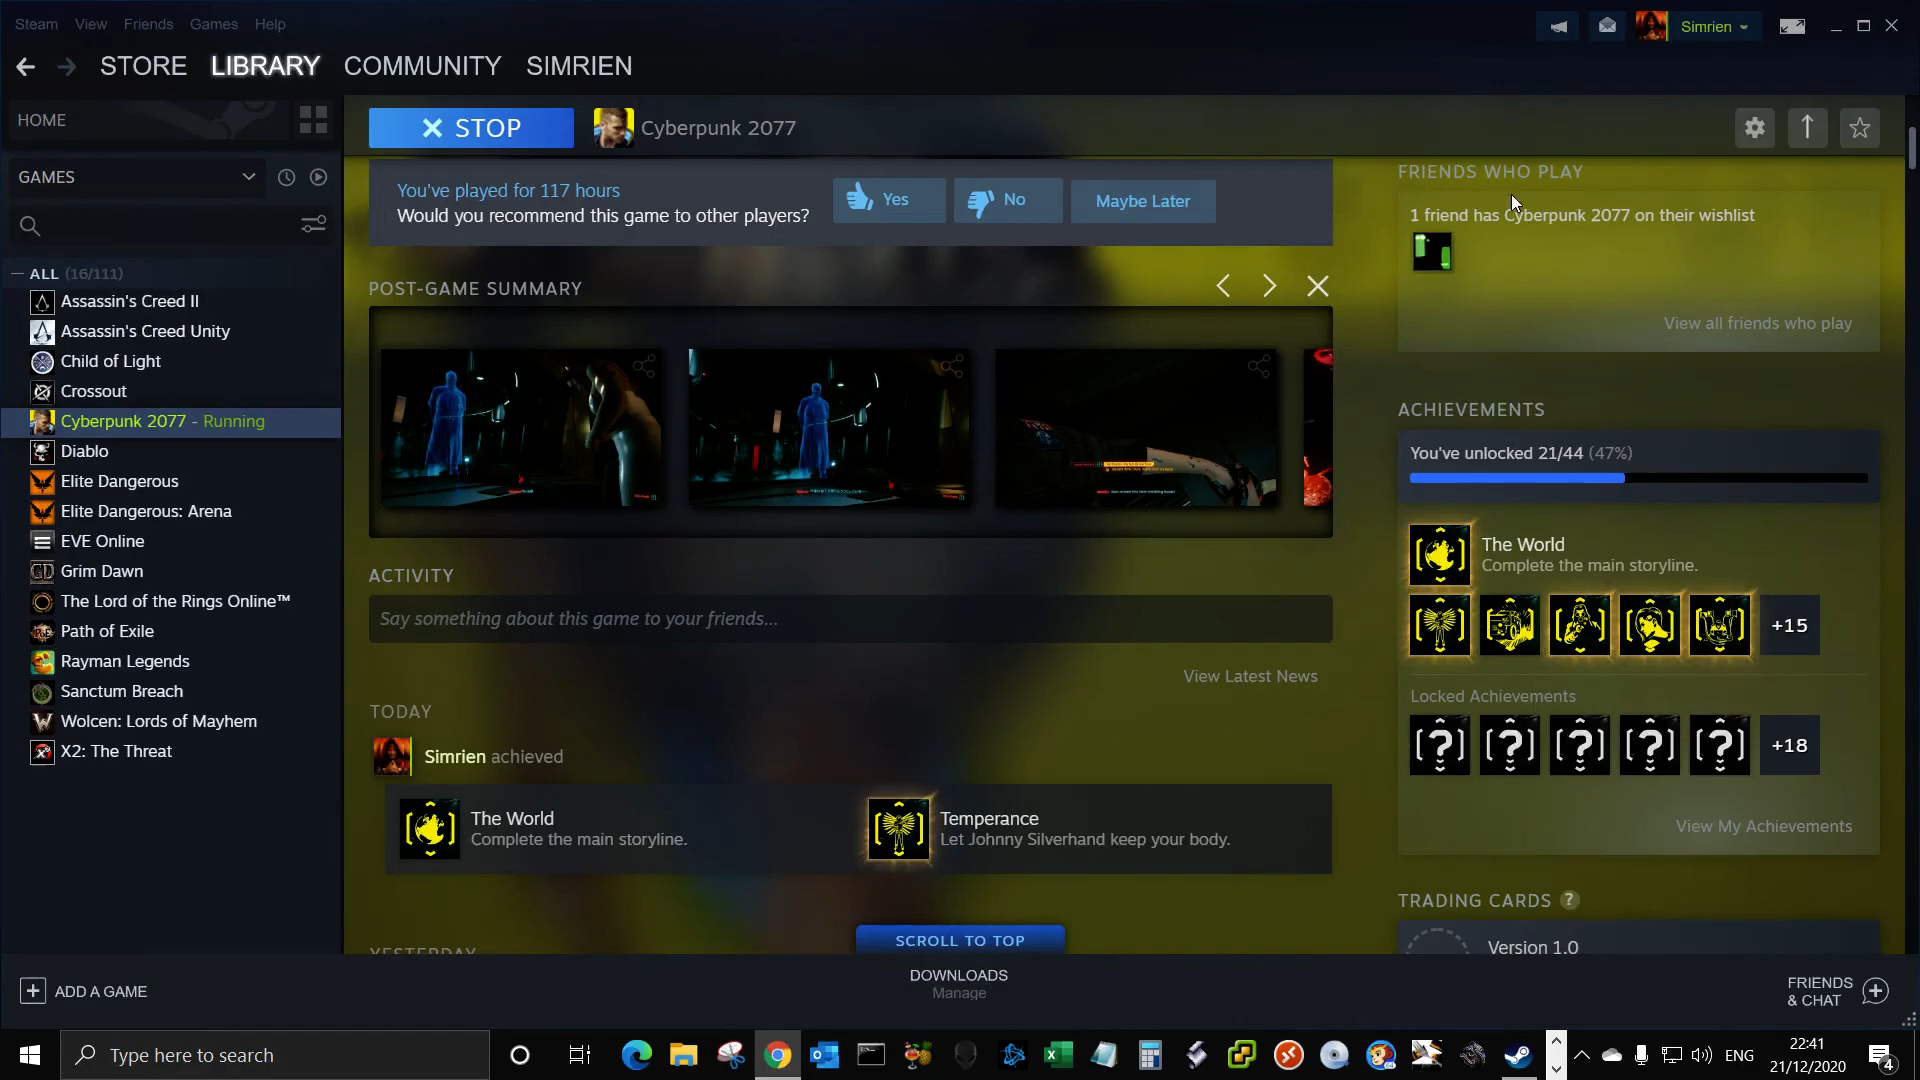 Steam View Friends Games Help
Simrien
STORE LIBRARY COMMUNITY SIMRIEN
HOME
STOP Cyberpunk 2077
GAMES
ALL (16/111)
Assassin's Creed II
Assassin's Creed Unity
Child of Light
Crossout
Cyberpunk 2077 - Running
Diablo
Elite Dangerous
Elite Dangerous: Arena
EVE Online
Grim Dawn
The Lord of the Rings Online™
Path of Exile
Rayman Legends
Sanctum Breach
Wolcen: Lords of Mayhem
X2: The Threat
You've played for 117 hours
Would you recommend this game to other players?
Yes No Maybe Later
POST-GAME SUMMARY
ACTIVITY
Say something about this game to your friends...
View Latest News
TODAY
Simrien achieved
The World
Complete the main storyline.
Temperance
Let Johnny Silverhand keep your body.
YESTERDAY
SCROLL TO TOP
FRIENDS WHO PLAY
1 friend has Cyberpunk 2077 on their wishlist
View all friends who play
ACHIEVEMENTS
You've unlocked 21/44 (47%)
The World
Complete the main storyline.
+15
Locked Achievements
+18
View My Achievements
TRADING CARDS ?
Version 1.0
ADD A GAME
DOWNLOADS
Manage
FRIENDS
& CHAT
Type here to search
ENG
22:41
21/12/2020
4